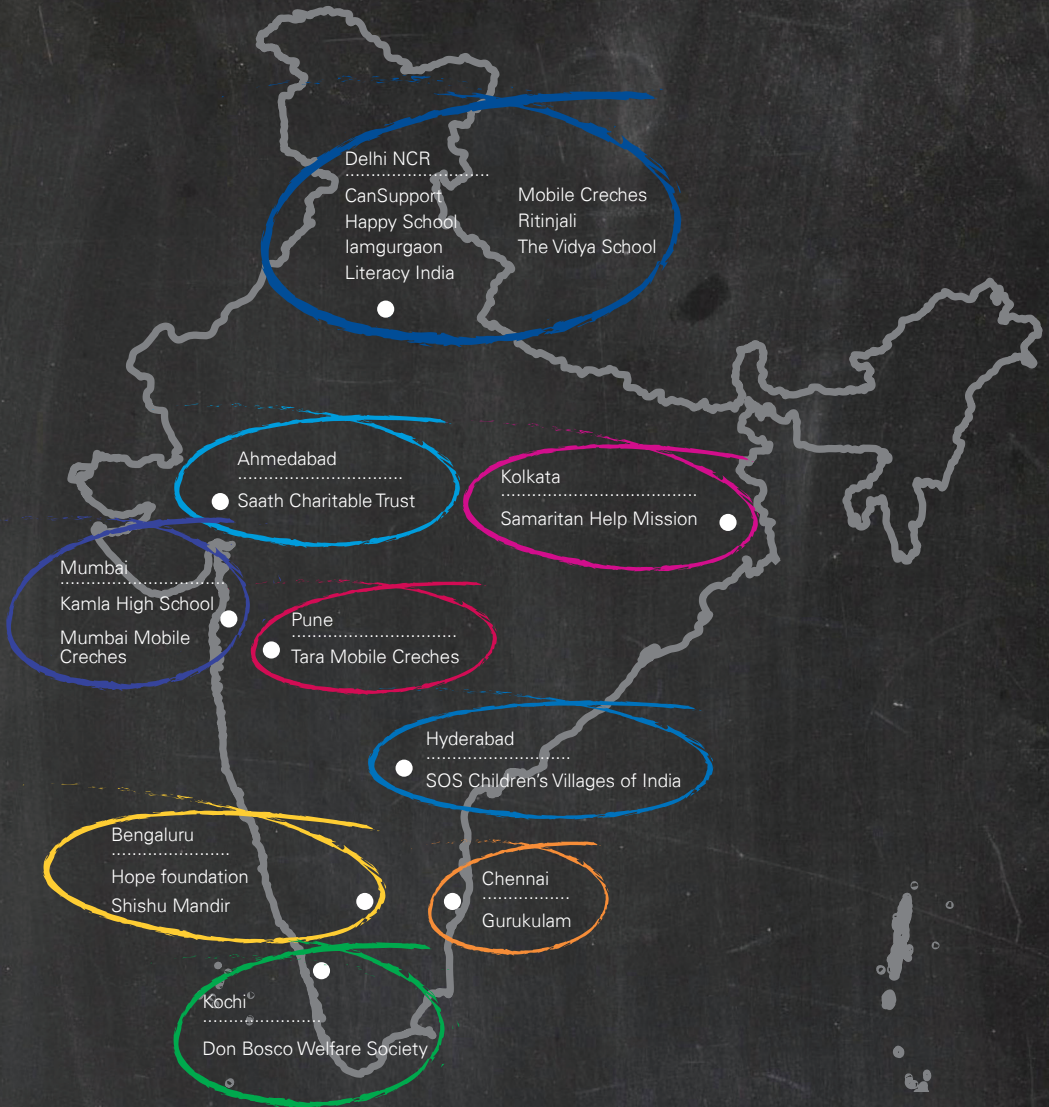 Delhi NCR
CanSupport
Happy School
Iamgurgaon
Literacy India
Mobile Creches
Ritinjali
The Vidya School
Ahmedabad
Saath Charitable Trust
Kolkata
Samaritan Help Mission
Mumbai
Kamla High School
Mumbai Mobile
Creches
Pune
Tara Mobile Creches
Hyderabad
SOS Children's Villages of India
Bengaluru
Hope foundation
Shishu Mandir
Chennai
Gurukulam
Kochi
Don Bosco Welfare Society